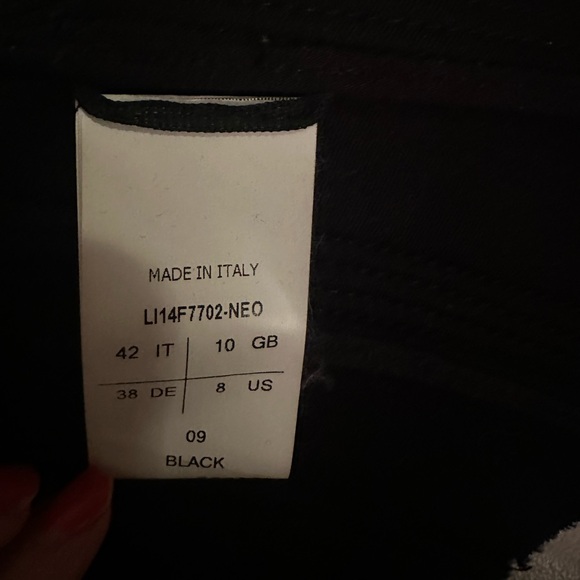 MADE IN ITALY
LI14F7702-NEO
42 IT 10 GB
38 DE 8 US
09
BLACK